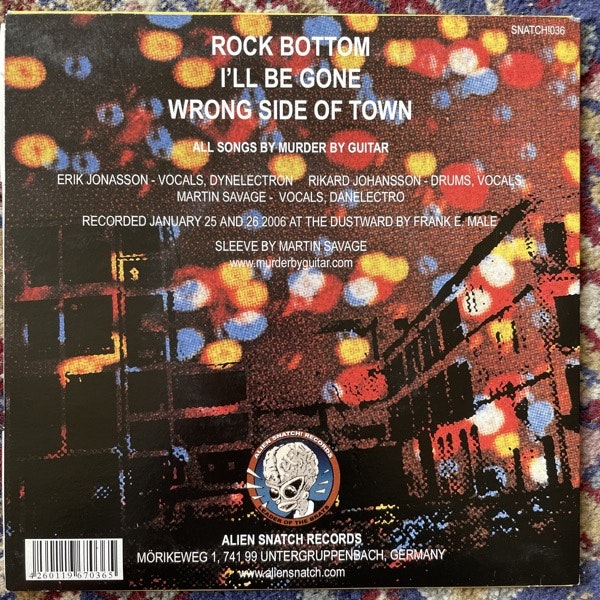 SNATCH!036
ROCK BOTTOM
I'LL BE GONE
WRONG SIDE OF TOWN
ALL SONGS BY MURDER BY GUITAR
ERIK JONASSON - VOCALS, DYNELECTRON RIKARD JOHANSSON - DRUMS, VOCALS
MARTIN SAVAGE - VOCALS, DANELECTRO
RECORDED JANUARY 25 AND 26 2006 AT THE DUSTWARD BY FRANK E. MALE
SLEEVE BY MARTIN SAVAGE
www.murderbyguitar.com
ALIEN SNATCH! RECORDS
OF THE
ALIEN SNATCH RECORDS
MÖRIKEWEG 1, 741 99 UNTERGRUPPENBACH, GERMANY
www.aliensnatch.com
4260119670365